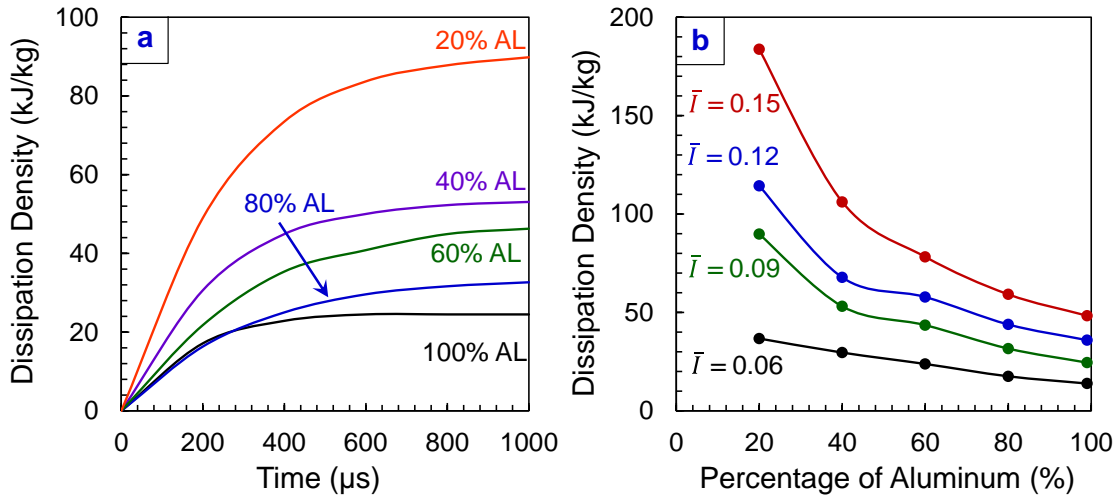 a
20% AL
40% AL
80% AL
60% AL
100% AL
Dissipation Density (kJ/kg)
100
80
60
40
20
0
0 200 400 600 800 1000
Time (µs)
b
Ī = 0.15
Ī = 0.12
Ī = 0.09
Ī = 0.06
Dissipation Density (kJ/kg)
200
150
100
50
0
0 20 40 60 80 100
Percentage of Aluminum (%)